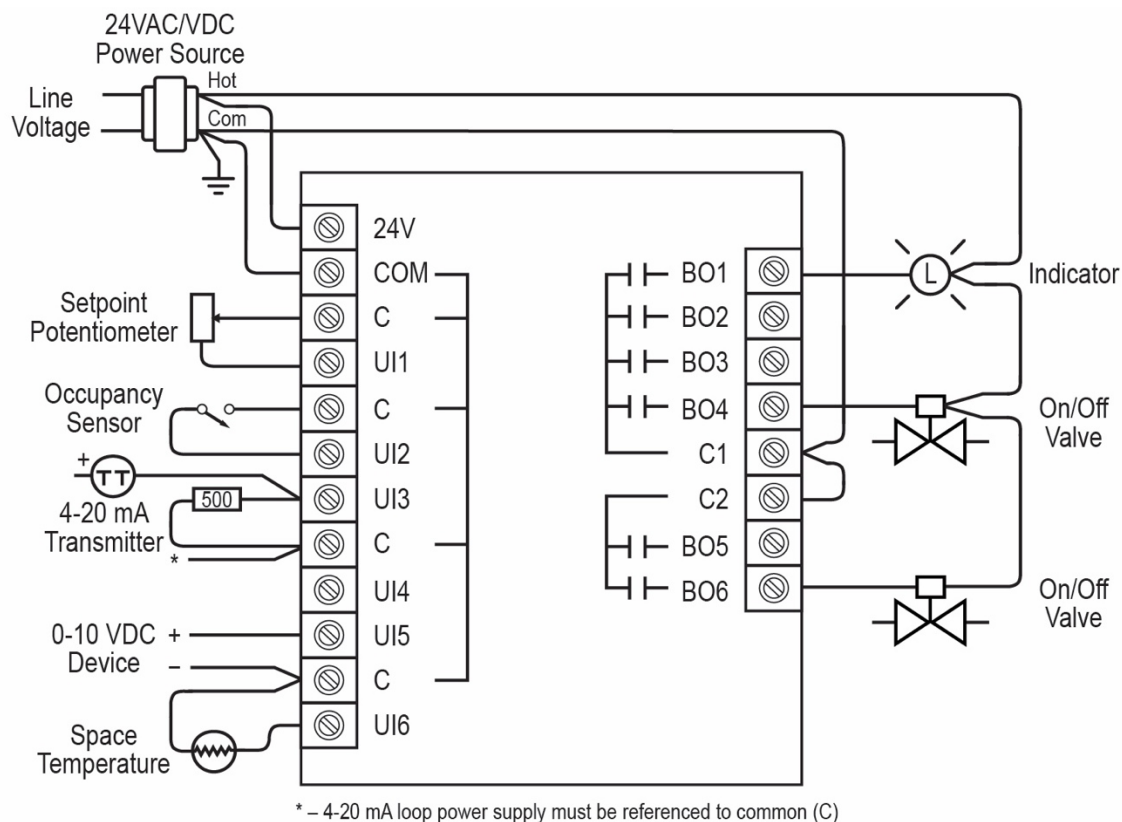 24VAC/VDC
Power Source
Hot
Line
Voltage
Com
24V
COM
C
UI1
C
UI2
UI3
C
UI4
UI5
C
UI6
Setpoint
Potentiometer
Occupancy
Sensor
+
TT
500
4-20 mA
Transmitter
*
0-10 VDC +
Device –
Space
Temperature
BO1
BO2
BO3
BO4
C1
C2
BO5
BO6
L
Indicator
On/Off
Valve
On/Off
Valve
* – 4-20 mA loop power supply must be referenced to common (C)